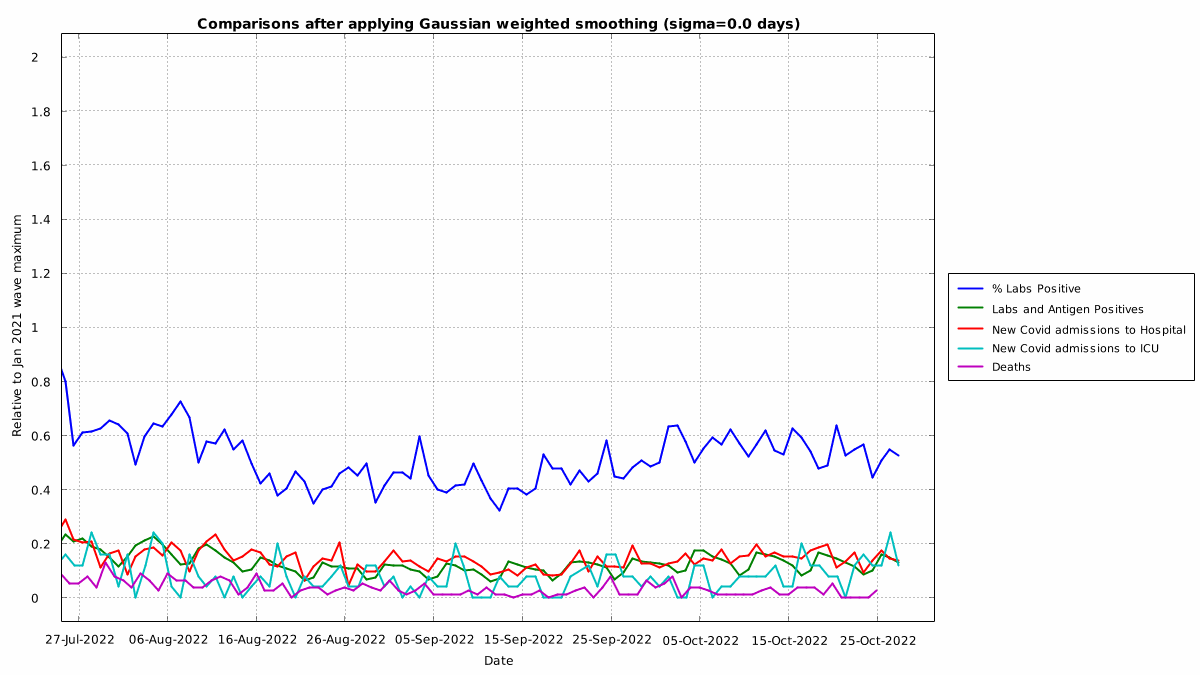 Comparisons after applying Gaussian weighted smoothing (sigma=0.0 days)
2
1.8
1.6
1.4
1.2
1
0.8
0.6
0.4
0.2
0
Relative to Jan 2021 wave maximum
27-Jul-2022 06-Aug-2022 16-Aug-2022 26-Aug-2022 05-Sep-2022 15-Sep-2022 25-Sep-2022 05-Oct-2022 15-Oct-2022 25-Oct-2022
Date
% Labs Positive
Labs and Antigen Positives
New Covid admissions to Hospital
New Covid admissions to ICU
Deaths